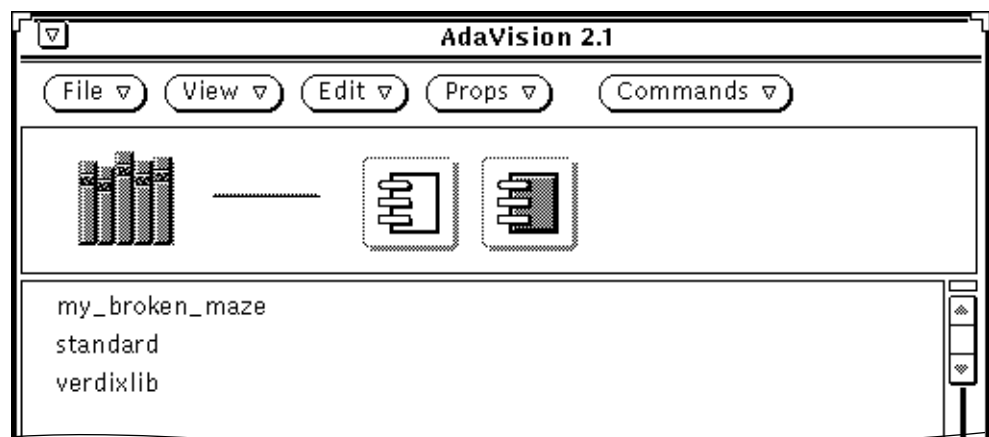 AdaVision 2.1
File View Edit Props Commands
my_broken_maze
standard
verdixlib